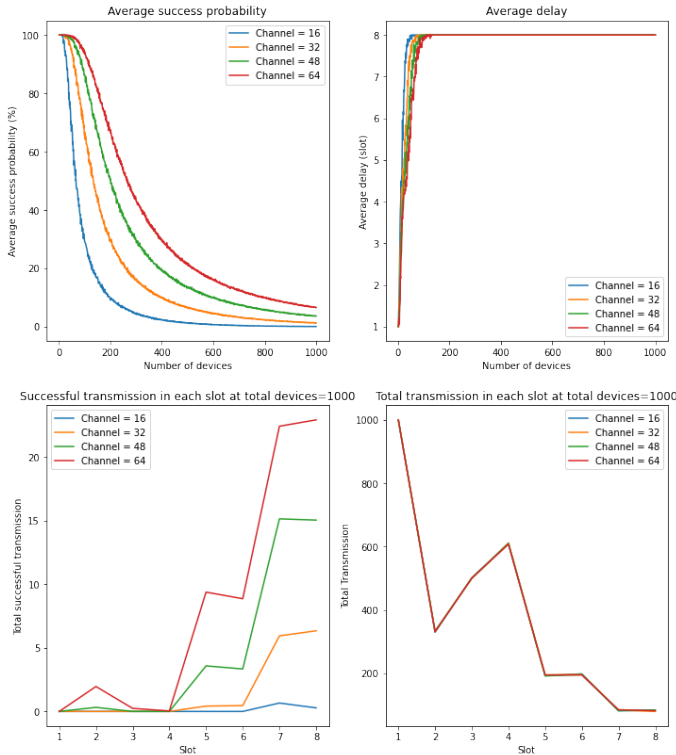 Average success probability
Average success probability (%)
100
80
60
40
20
0
Channel = 16
Channel = 32
Channel = 48
Channel = 64
0 200 400 600 800 1000
Number of devices
Average delay
Average delay (slot)
8
7
6
5
4
3
2
1
Channel = 16
Channel = 32
Channel = 48
Channel = 64
0 200 400 600 800 1000
Number of devices
Successful transmission in each slot at total devices=1000
Total successful transmission
20
15
10
5
0
Channel = 16
Channel = 32
Channel = 48
Channel = 64
1 2 3 4 5 6 7 8
Slot
Total transmission in each slot at total devices=1000
Total Transmission
1000
800
600
400
200
Channel = 16
Channel = 32
Channel = 48
Channel = 64
1 2 3 4 5 6 7 8
Slot